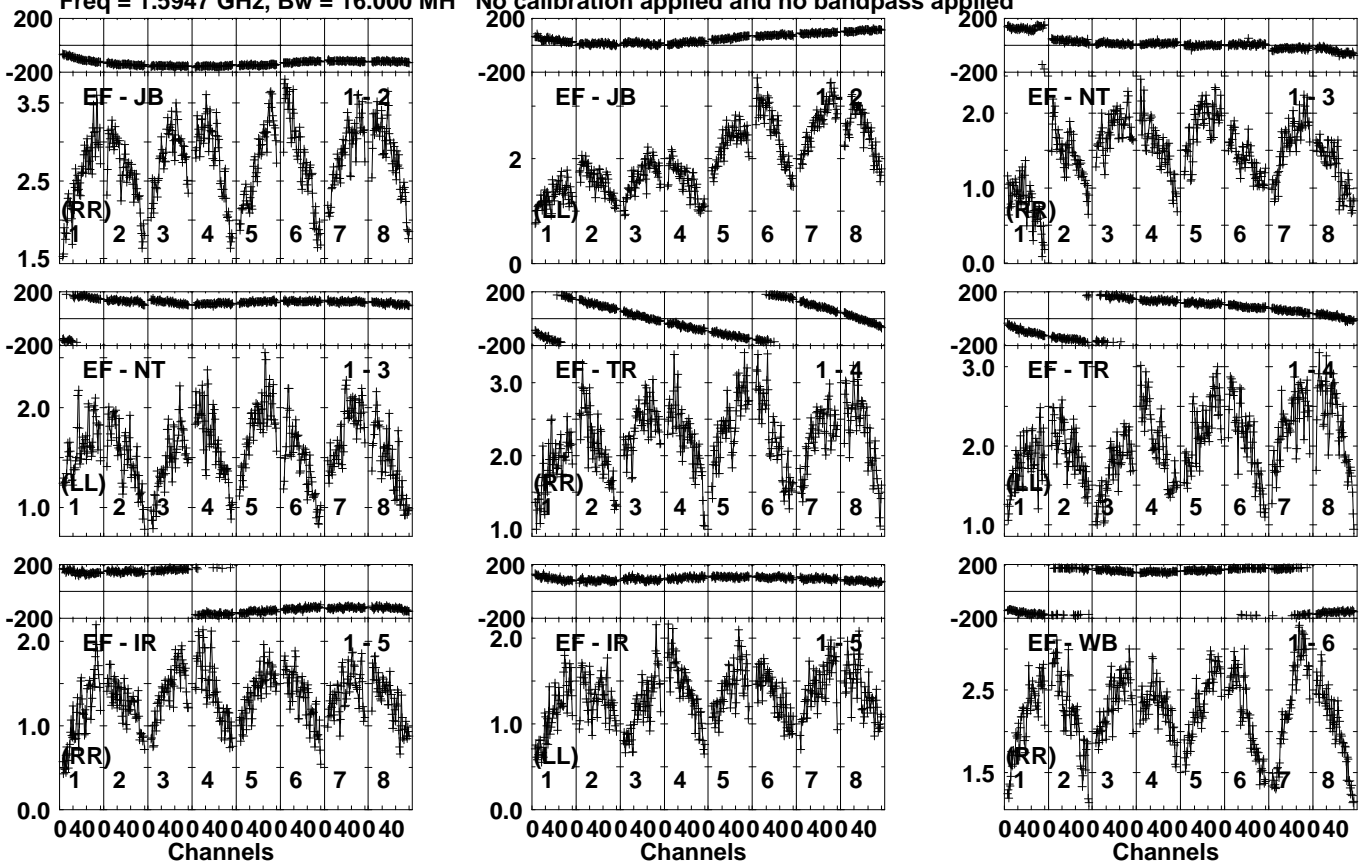 Freq = 1.5947 GHz, Bw = 16.000 MH No calibration applied and no bandpass applied
200
-200
EF - JB 1 - 2
3.5
2.5
1.5
(RR)
1 2 3 4 5 6 7 8
200
-200
EF - JB 1 - 2
2
0
(LL)
1 2 3 4 5 6 7 8
200
-200
EF - NT 1 - 3
2.0
1.0
0.0
(RR)
1 2 3 4 5 6 7 8
200
-200
EF - NT 1 - 3
2.0
1.0
(LL)
1 2 3 4 5 6 7 8
200
-200
EF - TR 1 - 4
3.0
2.0
1.0
(RR)
1 2 3 4 5 6 7 8
200
-200
EF - TR 1 - 4
3.0
2.0
1.0
(LL)
1 2 3 4 5 6 7 8
200
-200
EF - IR 1 - 5
2.0
1.0
0.0
(RR)
1 2 3 4 5 6 7 8
0 40 0 40 0 40 0 40 0 40 0 40 0 40 0 40
Channels
200
-200
EF - IR 1 - 5
2.0
1.0
0.0
(LL)
1 2 3 4 5 6 7 8
0 40 0 40 0 40 0 40 0 40 0 40 0 40 0 40
Channels
200
-200
EF - WB 1 - 6
2.5
1.5
(RR)
1 2 3 4 5 6 7 8
0 40 0 40 0 40 0 40 0 40 0 40 0 40 0 40
Channels